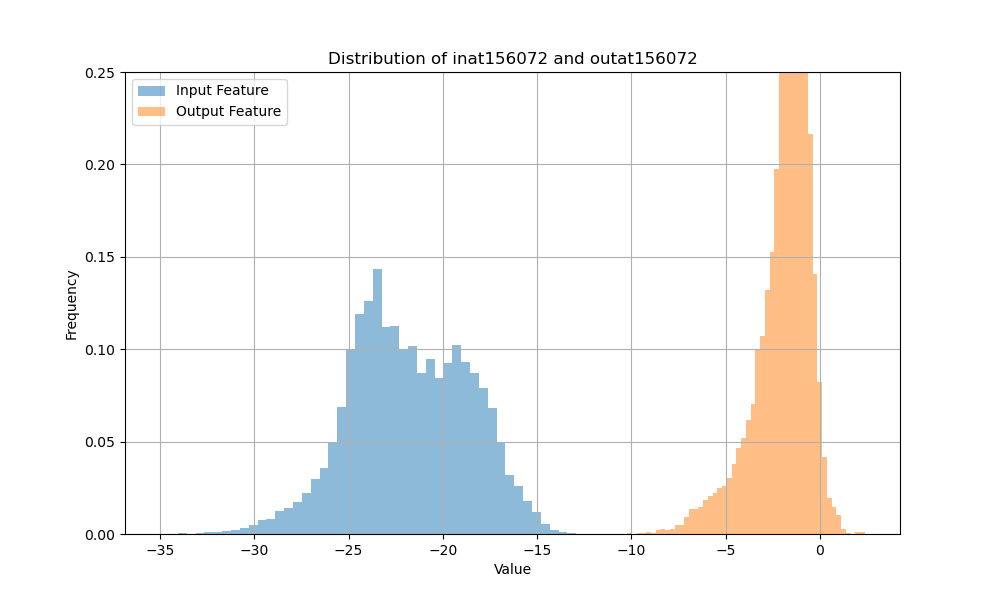 Distribution of inat156072 and outat156072
Input Feature
Output Feature
0.25
0.20
0.15
0.10
0.05
0.00
Frequency
−35 −30 −25 −20 −15 −10 −5 0
Value